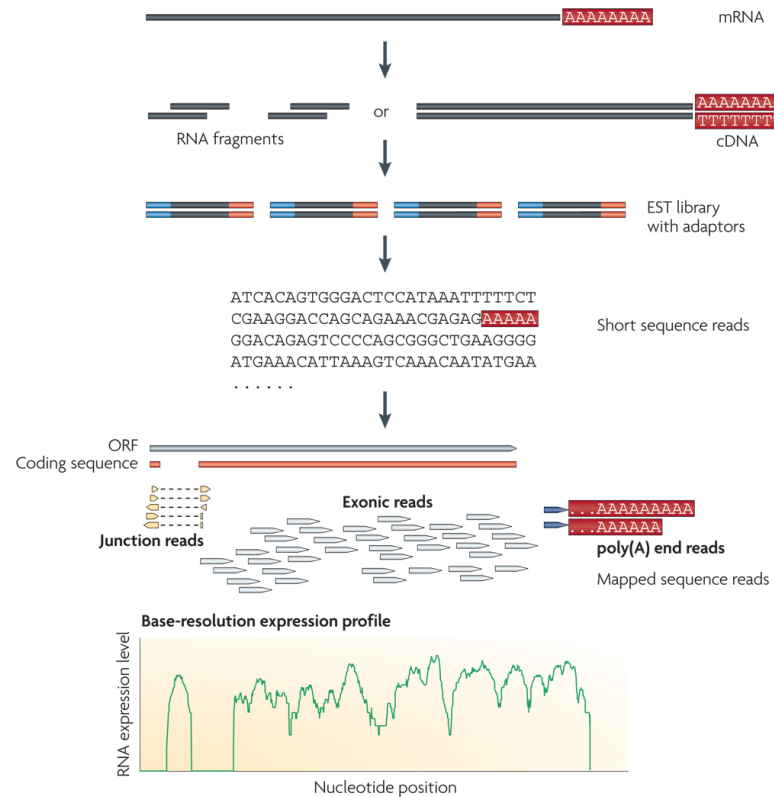 AAAAAAAA mRNA
RNA fragments
or
AAAAAAAA
TTTTTTTT
cDNA
EST library
with adaptors
ATCACAGTGGGACTCCATAAATTTTTCT
CGAAGGACCAGCAGAAACGAGAGAAAAA
GGACAGAGTCCCCAGCGGGCTGAAGGGG
ATGAAACATTAAAGTCAAACAATATGAA
. . . . . .
Short sequence reads
ORF
Coding sequence
Junction reads
Exonic reads
...AAAAAAAAA
...AAAAAA
poly(A) end reads
Mapped sequence reads
Base-resolution expression profile
RNA expression level
Nucleotide position